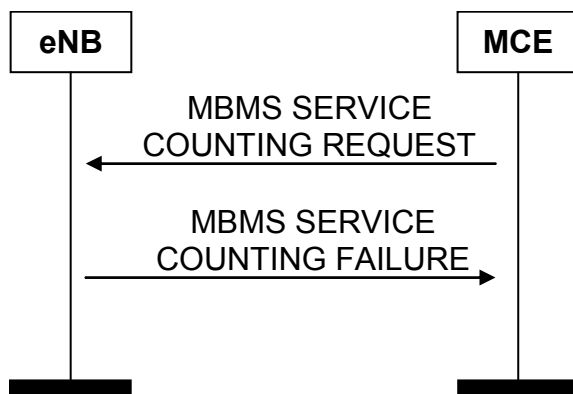 eNB
MCE
MBMS SERVICE
COUNTING REQUEST
MBMS SERVICE
COUNTING FAILURE